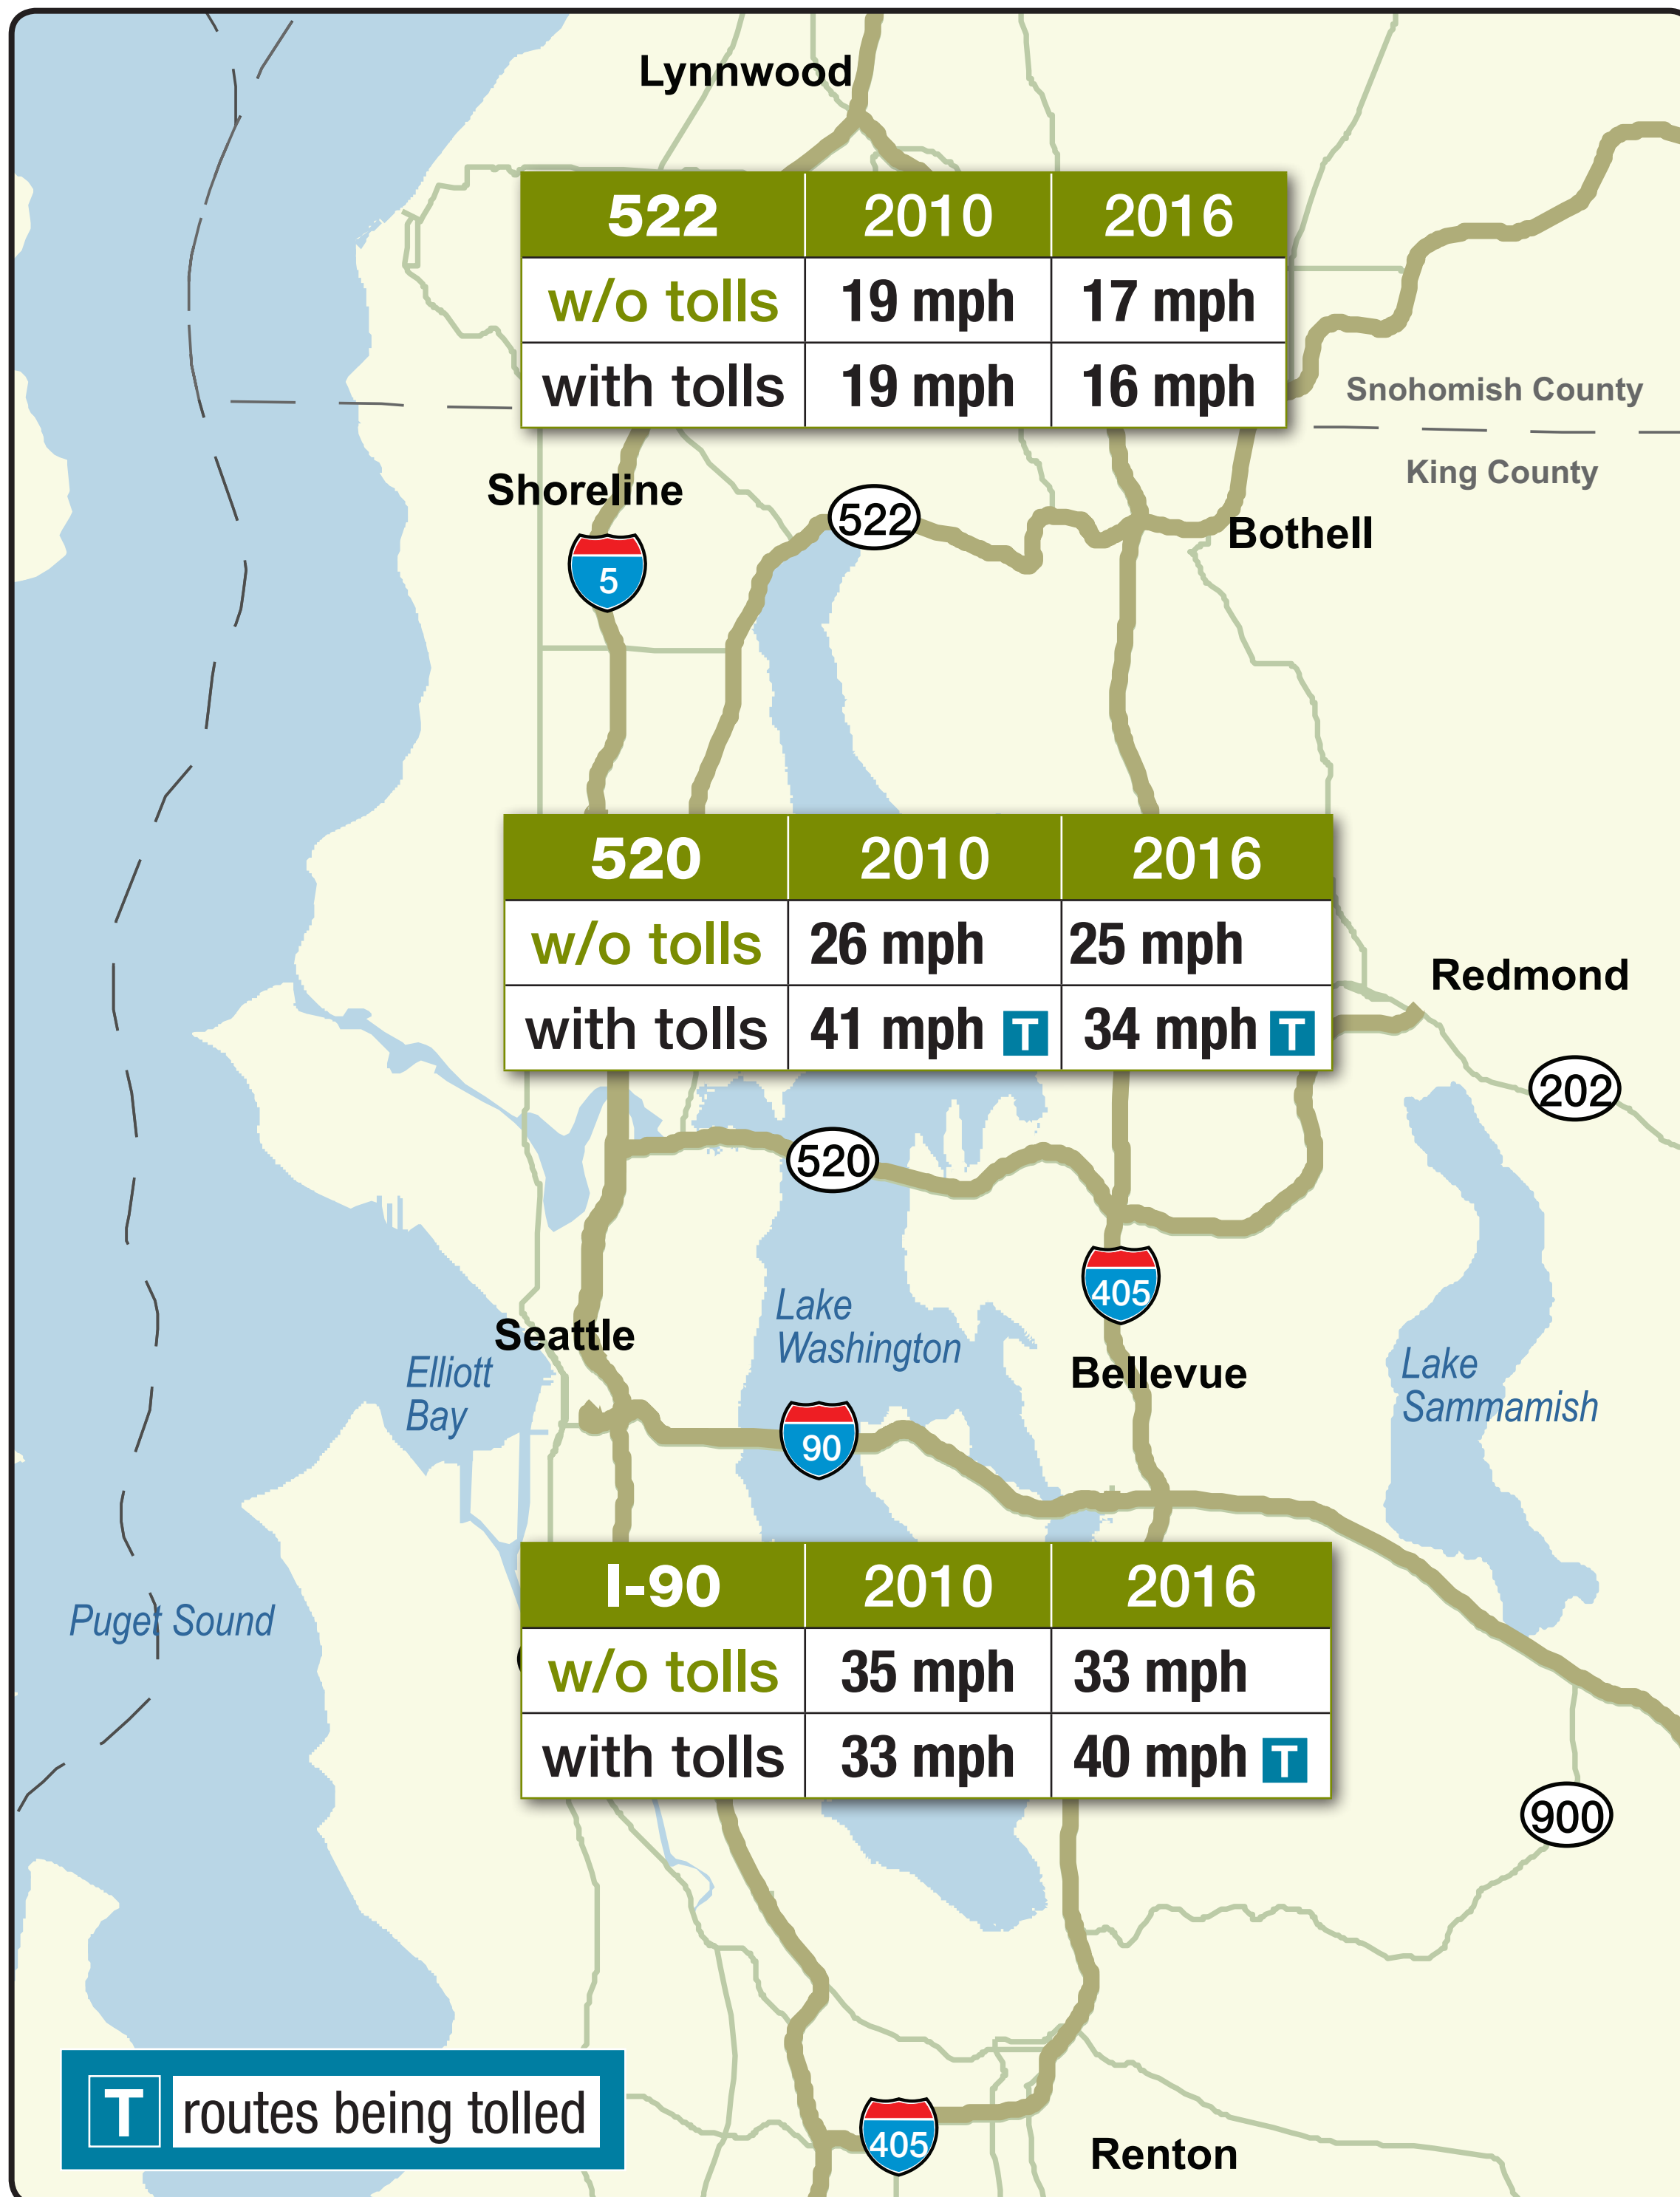 Lynnwood
522 2010 2016
w/o tolls 19 mph 17 mph
with tolls 19 mph 16 mph
Snohomish County
King County
Shoreline
522
Bothell
5
520 2010 2016
w/o tolls 26 mph 25 mph
with tolls 41 mph T 34 mph T
Redmond
202
520
405
Lake
Washington
Seattle
Elliott
Bay
Bellevue
Lake
Sammamish
90
I-90 2010 2016
w/o tolls 35 mph 33 mph
with tolls 33 mph 40 mph T
Puget Sound
900
T routes being tolled
405
Renton